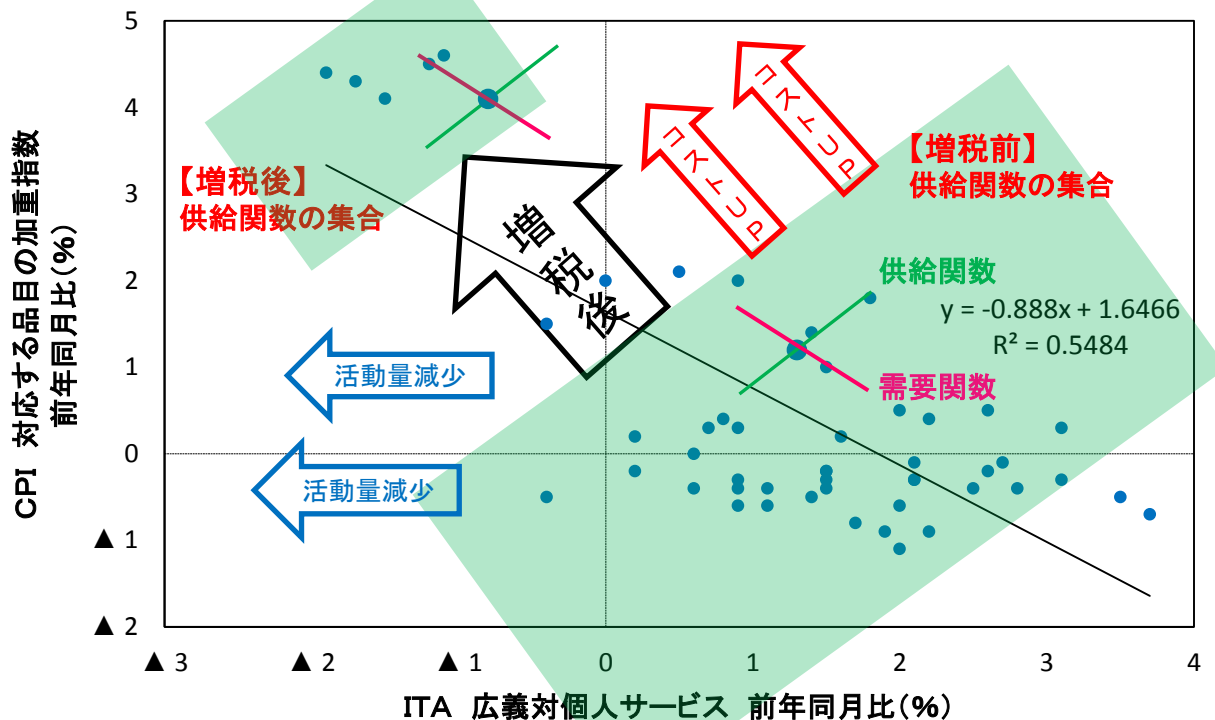 5
4
3
2
1
0
▲ 1
▲ 2
▲ 3
▲ 2
▲ 1
0
1
2
3
4
CPI 対応する品目の加重指数
前年同月比(%)
ITA 広義対個人サービス 前年同月比(%)
【増税後】
供給関数の集合
増税後
コストUP
コストUP
【増税前】
供給関数の集合
供給関数
y = -0.888x + 1.6466
R² = 0.5484
需要関数
活動量減少
活動量減少